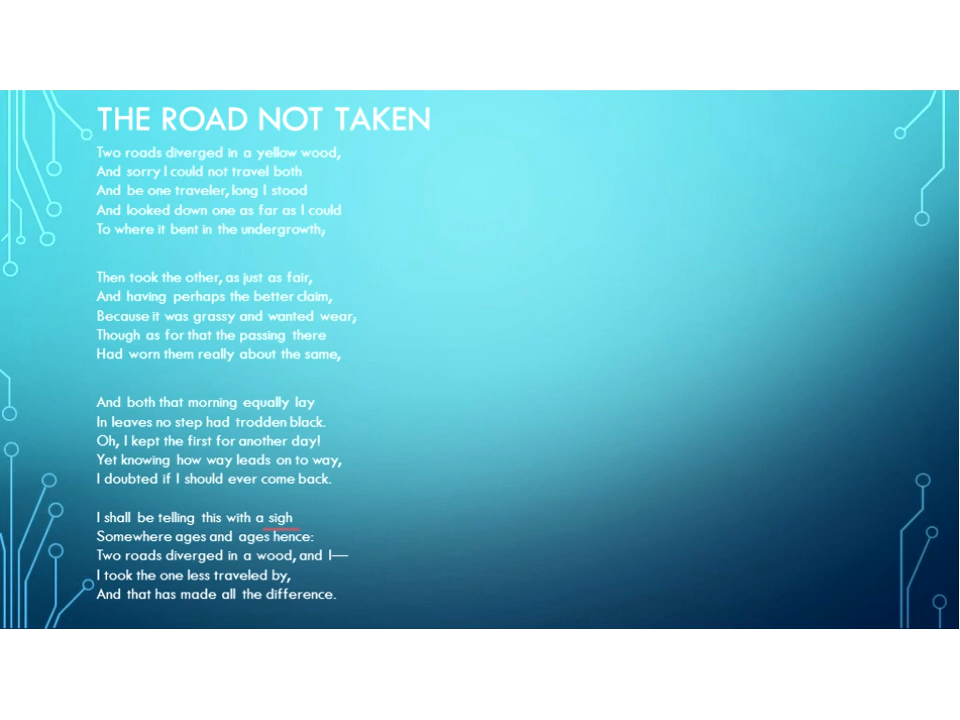 THE ROAD NOT TAKEN
Two roads diverged in a yellow wood,
And sorry I could not travel both
And be one traveler, long I stood
And looked down one as far as I could
To where it bent in the undergrowth;
Then took the other, as just as fair,
And having perhaps the better claim,
Because it was grassy and wanted wear;
Though as for that the passing there
Had worn them really about the same,
And both that morning equally lay
In leaves no step had trodden black.
Oh, I kept the first for another day!
Yet knowing how way leads on to way,
I doubted if I should ever come back.
I shall be telling this with a sigh
Somewhere ages and ages hence:
Two roads diverged in a wood, and I—
I took the one less traveled by,
And that has made all the difference.